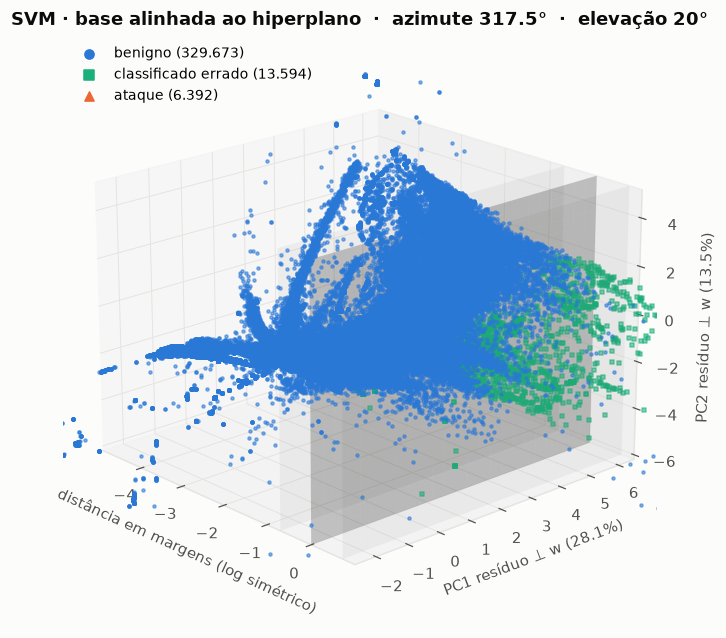 SVM · base alinhada ao hiperplano · azimute 317.5° · elevação 20°
benigno (329.673)
classificado errado (13.594)
ataque (6.392)
4
2
0
−2
−4
−6
PC2 resíduo ⊥ w (13.5%)
−4
−3
−2
−1
0
distância em margens (log simétrico)
−2
−1
0
1
2
3
4
5
6
PC1 resíduo ⊥ w (28.1%)